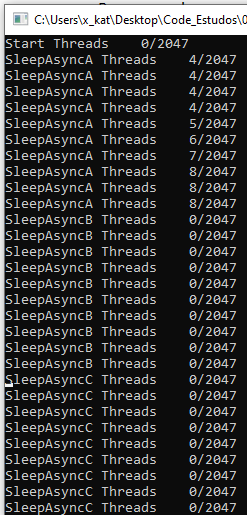 C:\Users\x_kat\Desktop\Code_Estudos\0
Start Threads 0/2047
SleepAsyncA Threads 4/2047
SleepAsyncA Threads 4/2047
SleepAsyncA Threads 4/2047
SleepAsyncA Threads 4/2047
SleepAsyncA Threads 5/2047
SleepAsyncA Threads 6/2047
SleepAsyncA Threads 7/2047
SleepAsyncA Threads 8/2047
SleepAsyncA Threads 8/2047
SleepAsyncA Threads 8/2047
SleepAsyncB Threads 0/2047
SleepAsyncB Threads 0/2047
SleepAsyncB Threads 0/2047
SleepAsyncB Threads 0/2047
SleepAsyncB Threads 0/2047
SleepAsyncB Threads 0/2047
SleepAsyncB Threads 0/2047
SleepAsyncB Threads 0/2047
SleepAsyncB Threads 0/2047
SleepAsyncB Threads 0/2047
SleepAsyncC Threads 0/2047
SleepAsyncC Threads 0/2047
SleepAsyncC Threads 0/2047
SleepAsyncC Threads 0/2047
SleepAsyncC Threads 0/2047
SleepAsyncC Threads 0/2047
SleepAsyncC Threads 0/2047
SleepAsyncC Threads 0/2047